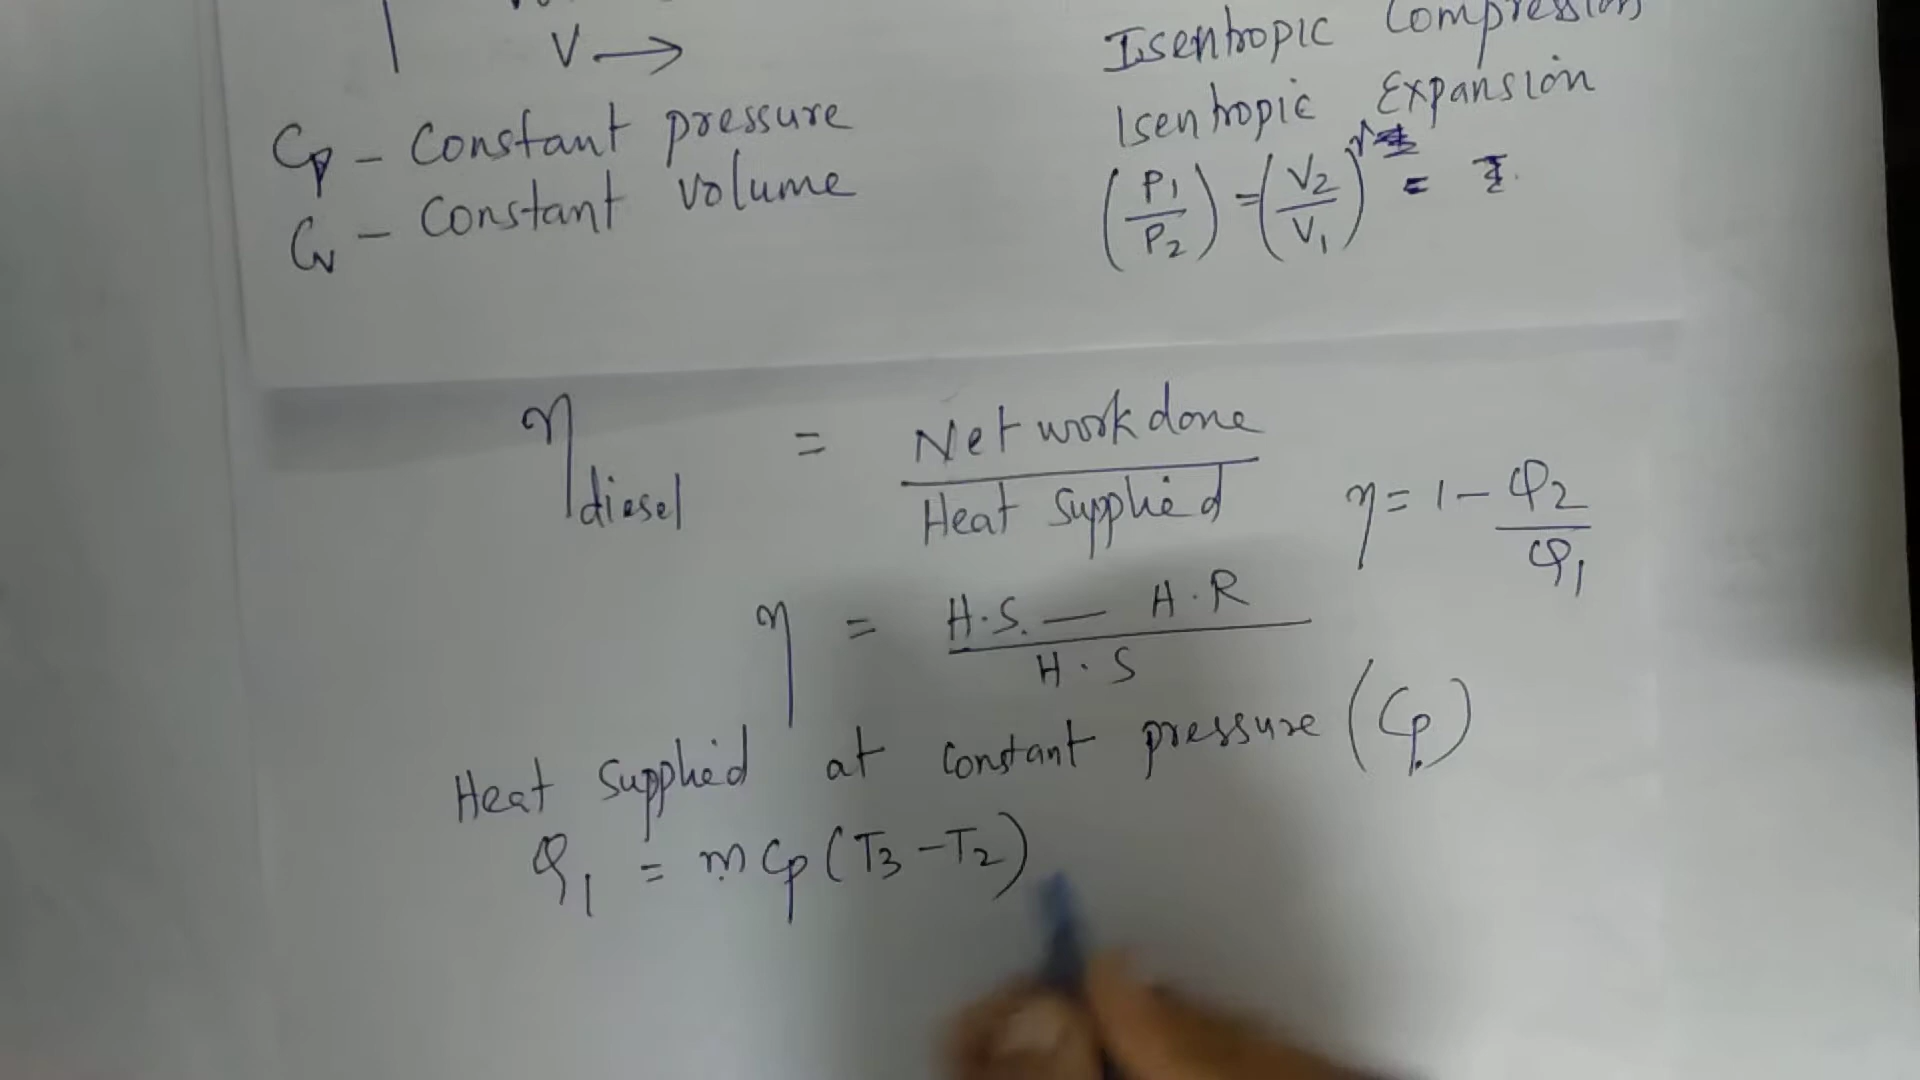 V →
Cp - Constant pressure
Cv - Constant volume
Isentropic Compression
Isentropic Expansion
(P1/P2) = (V2/V1)^γ =
η diesel = Net work done / Heat Supplied
η = 1 - Q2/Q1
η = H.S. — H.R / H.S
Heat Supplied at constant pressure (Cp)
Q1 = m Cp (T3 - T2)